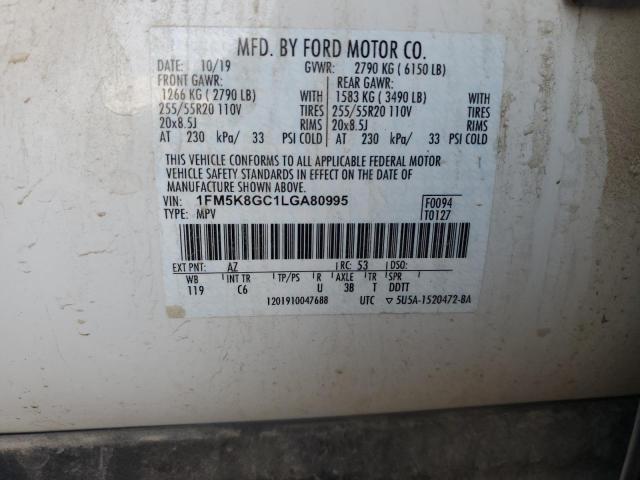 MFD. BY FORD MOTOR CO.
DATE: 10/19 GVWR: 2790 KG ( 6150 LB)
FRONT GAWR: REAR GAWR:
1266 KG ( 2790 LB) WITH 1583 KG ( 3490 LB) WITH
255/55R20 110V TIRES 255/55R20 110V TIRES
20x8.5J RIMS 20x8.5J RIMS
AT 230 kPa/ 33 PSI COLD AT 230 kPa/ 33 PSI COLD
THIS VEHICLE CONFORMS TO ALL APPLICABLE FEDERAL MOTOR
VEHICLE SAFETY STANDARDS IN EFFECT ON THE DATE OF
MANUFACTURE SHOWN ABOVE.
VIN: 1FM5K8GC1LGA80995 F0094
TYPE: MPV T0127
EXT PNT: AZ RC: 53 DSO:
WB INT TR TP/PS R AXLE TR SPR
119 C6 U 3B T DDTT
1201910047688 UTC ▽ 5U5A-1520472-BA